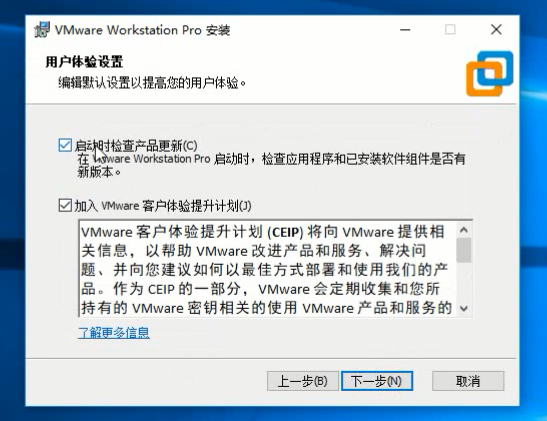 VMware Workstation Pro 安装
用户体验设置
编辑默认设置以提高您的用户体验。
启动时检查产品更新(C)
在 VMware Workstation Pro 启动时，检查应用程序和已安装软件组件是否有
新版本。
加入 VMware 客户体验提升计划(J)
VMware 客户体验提升计划 (CEIP) 将向 VMware 提供相
关信息，以帮助 VMware 改进产品和服务、解决问
题、并向您建议如何以最佳方式部署和使用我们的产
品。作为 CEIP 的一部分，VMware 会定期收集和您所
持有的 VMware 密钥相关的使用 VMware 产品和服务的
了解更多信息
上一步(B) 下一步(N) 取消